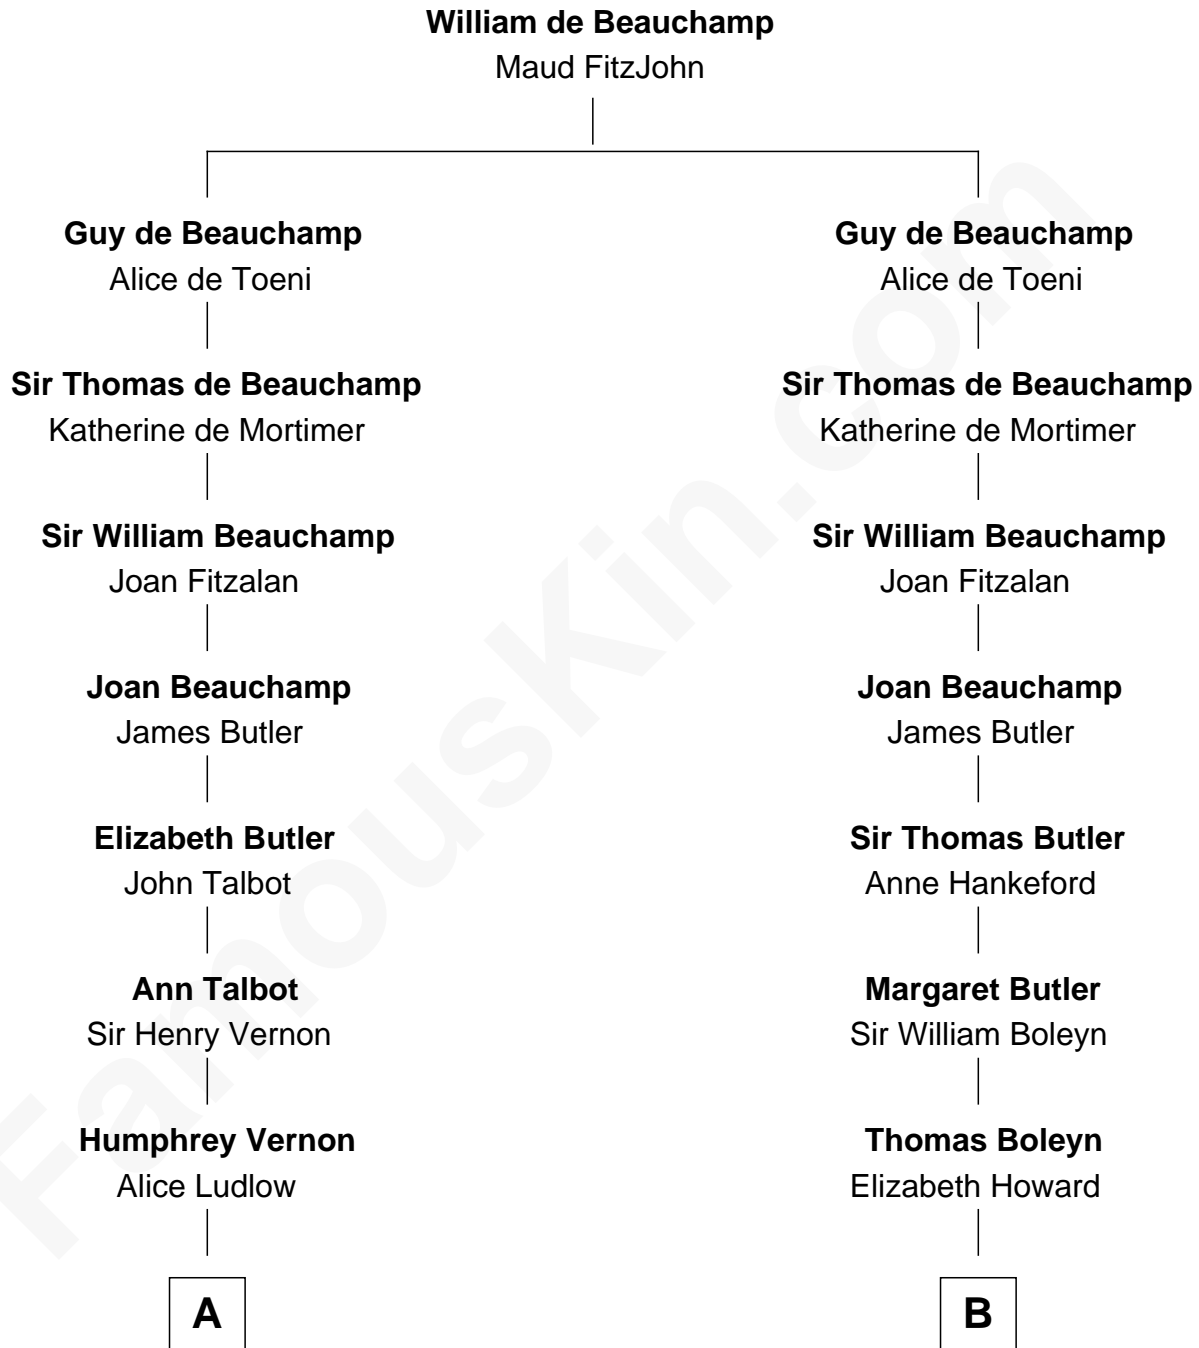 William de Beauchamp
Maud FitzJohn
Guy de Beauchamp
Alice de Toeni
Sir Thomas de Beauchamp
Katherine de Mortimer
Sir William Beauchamp
Joan Fitzalan
Joan Beauchamp
James Butler
Elizabeth Butler
John Talbot
Ann Talbot
Sir Henry Vernon
Humphrey Vernon
Alice Ludlow
A
Guy de Beauchamp
Alice de Toeni
Sir Thomas de Beauchamp
Katherine de Mortimer
Sir William Beauchamp
Joan Fitzalan
Joan Beauchamp
James Butler
Sir Thomas Butler
Anne Hankeford
Margaret Butler
Sir William Boleyn
Thomas Boleyn
Elizabeth Howard
B
FamousKin.com